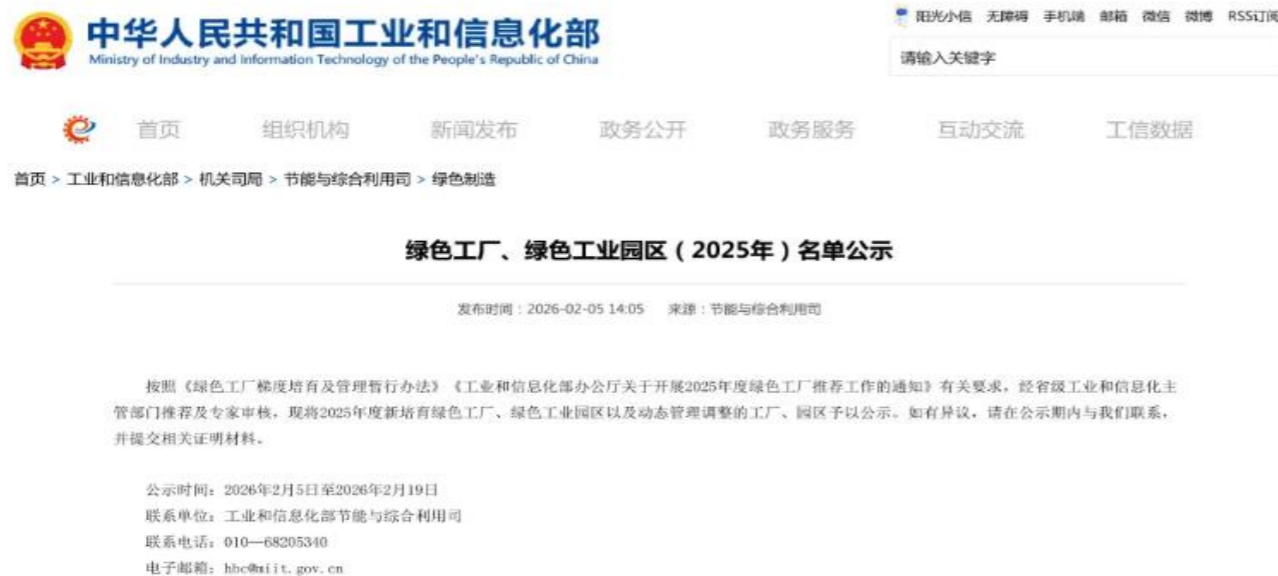 中华人民共和国工业和信息化部
Ministry of Industry and Information Technology of the People's Republic of China
阳光小信 无障碍 手机端 邮箱 微信 微博 RSS订阅
请输入关键字
首页 组织机构 新闻发布 政务公开 政务服务 互动交流 工信数据
首页 > 工业和信息化部 > 机关司局 > 节能与综合利用司 > 绿色制造
绿色工厂、绿色工业园区（2025年）名单公示
发布时间：2026-02-05 14:05 来源：节能与综合利用司
按照《绿色工厂梯度培育及管理暂行办法》《工业和信息化部办公厅关于开展2025年度绿色工厂推荐工作的通知》有关要求，经省级工业和信息化主
管部门推荐及专家审核，现将2025年度新培育绿色工厂、绿色工业园区以及动态管理调整的工厂、园区予以公示。如有异议，请在公示期内与我们联系，
并提交相关证明材料。
公示时间：2026年2月5日至2026年2月19日
联系单位：工业和信息化部节能与综合利用司
联系电话：010—68205340
电子邮箱：hbc@miit.gov.cn